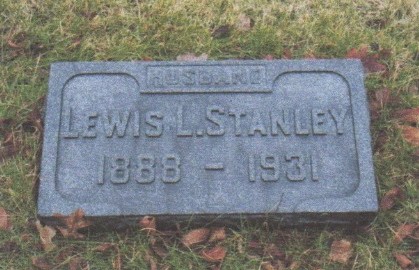 HUSBAND
LEWIS L. STANLEY
1888 - 1931